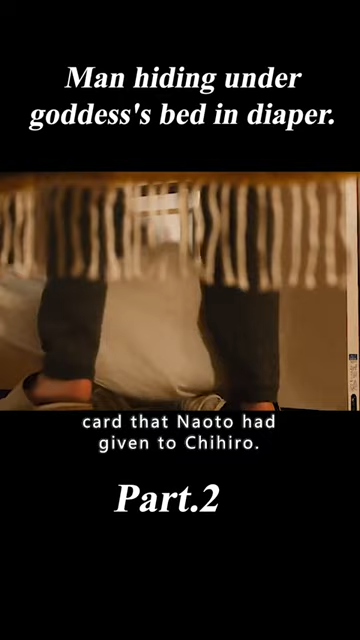 Man hiding under
goddess's bed in diaper.
card that Naoto had
given to Chihiro.
Part.2